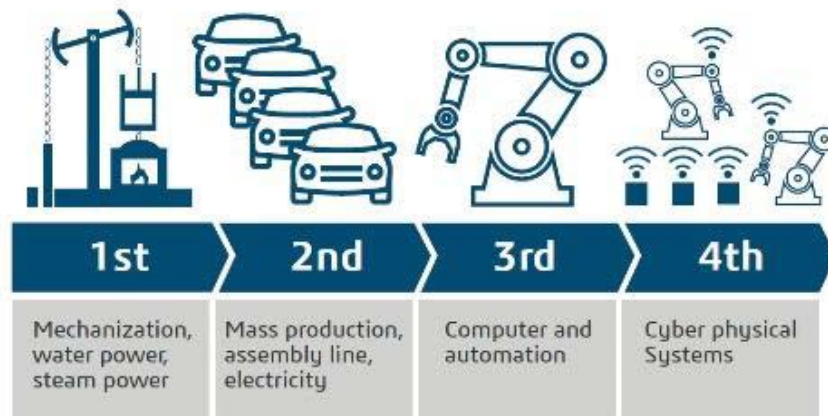 1st
2nd
3rd
4th
Mechanization,
water power,
steam power
Mass production,
assembly line,
electricity
Computer and
automation
Cyber physical
Systems